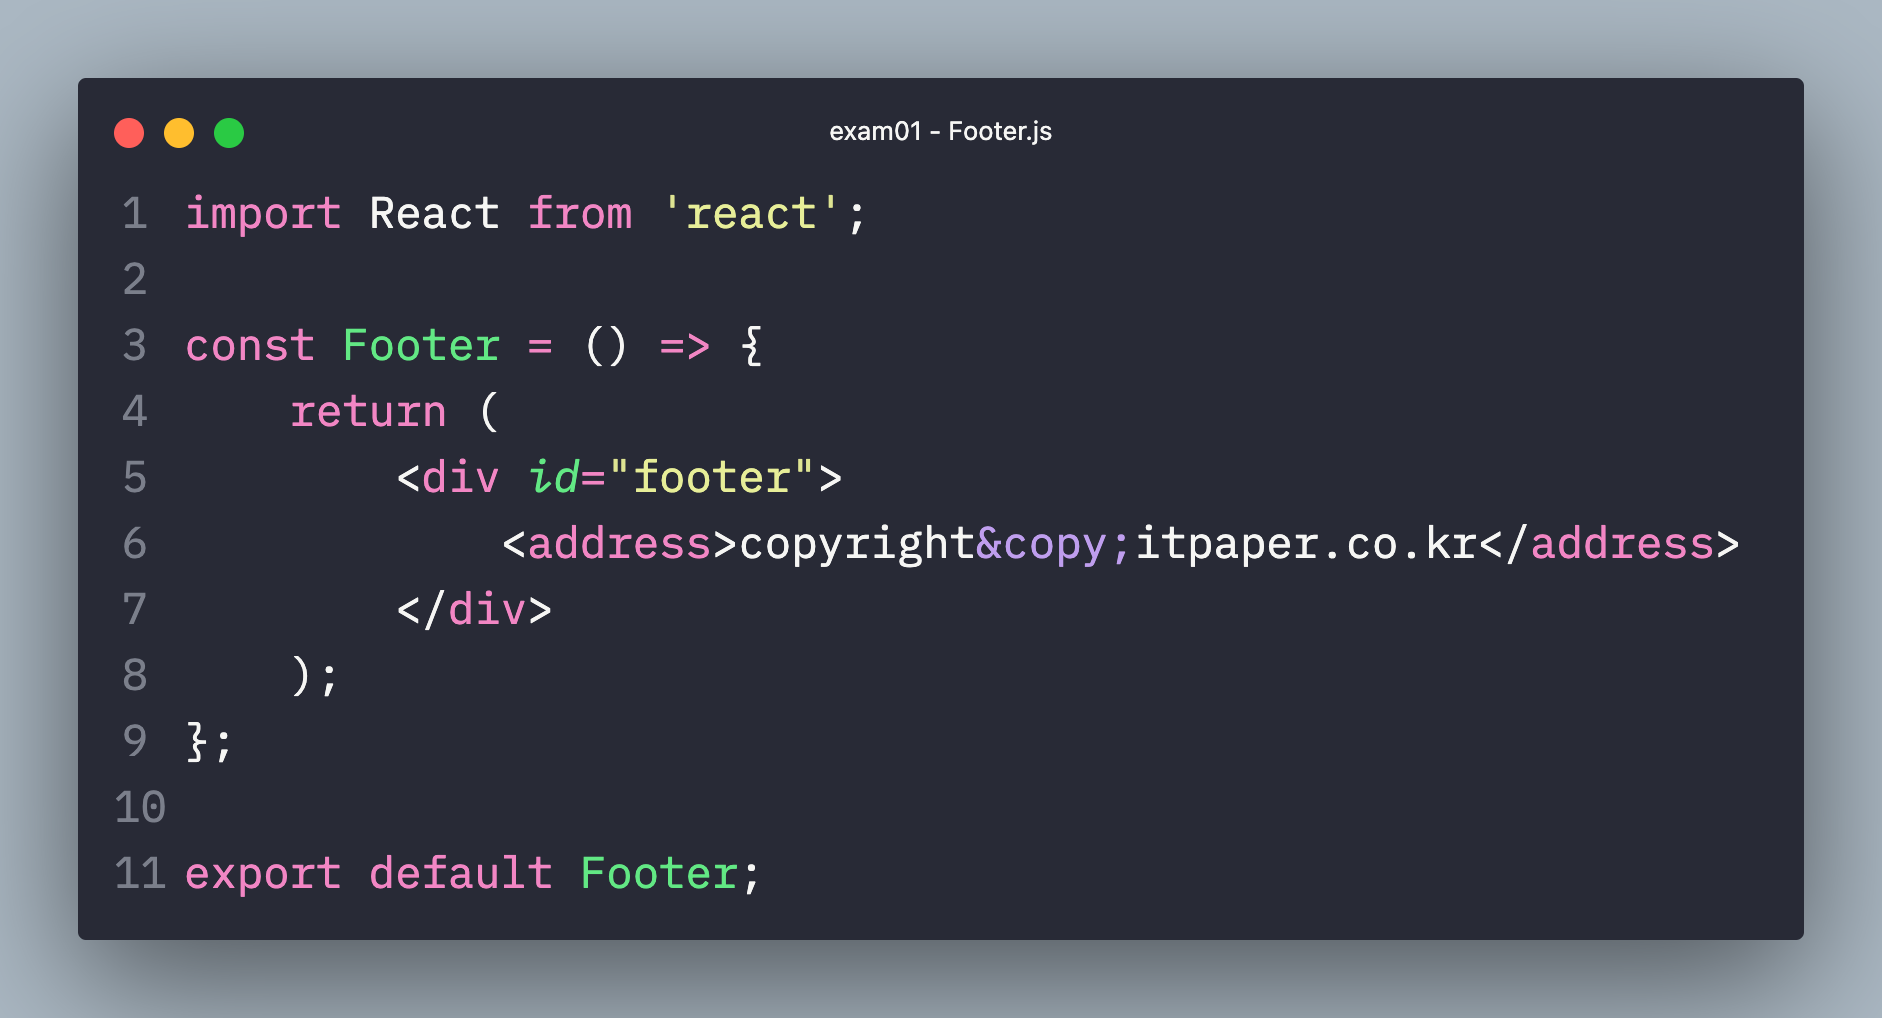 exam01 - Footer.js
1 import React from 'react';
2
3 const Footer = () => {
4     return (
5         <div id="footer">
6             <address>copyright&copy;itpaper.co.kr</address>
7         </div>
8     );
9 };
10
11 export default Footer;